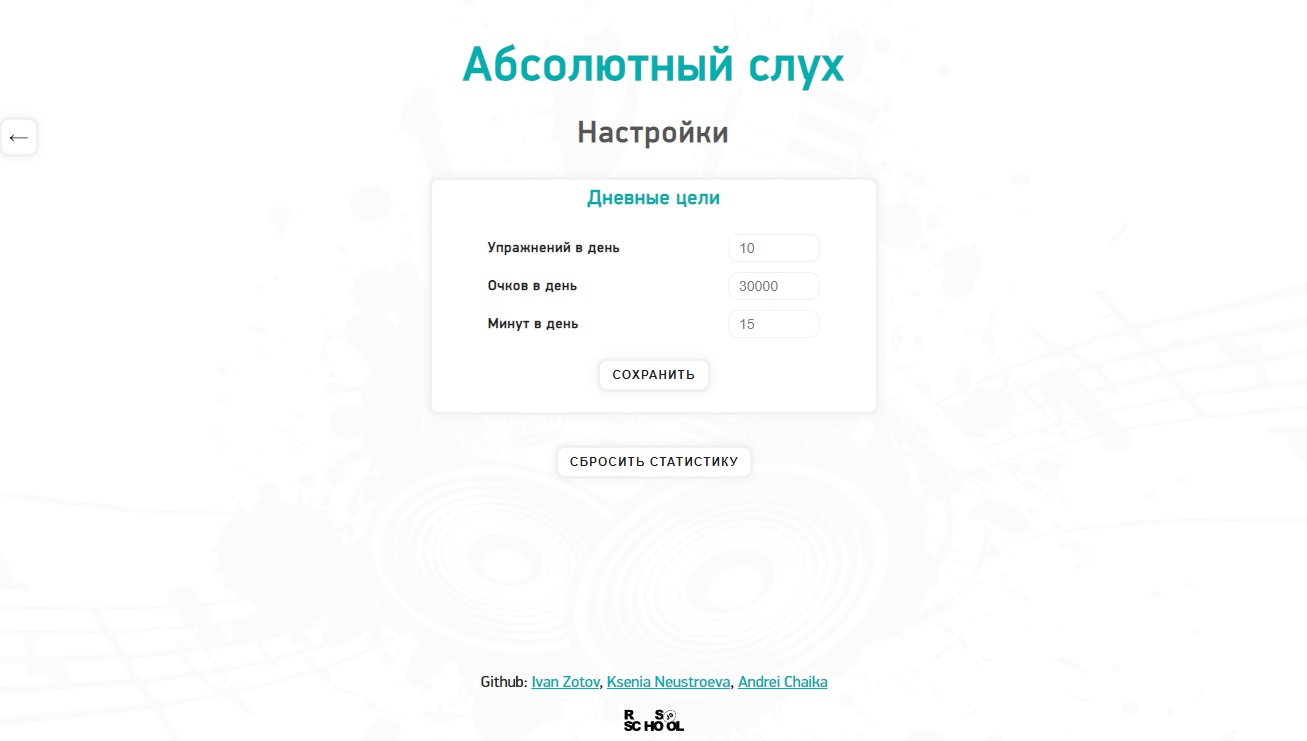 Абсолютный слух
Настройки
←
Дневные цели
Упражнений в день 10
Очков в день 30000
Минут в день 15
СОХРАНИТЬ
СБРОСИТЬ СТАТИСТИКУ
Github: Ivan Zotov, Ksenia Neustroeva, Andrei Chaika
R S
SCHOOL